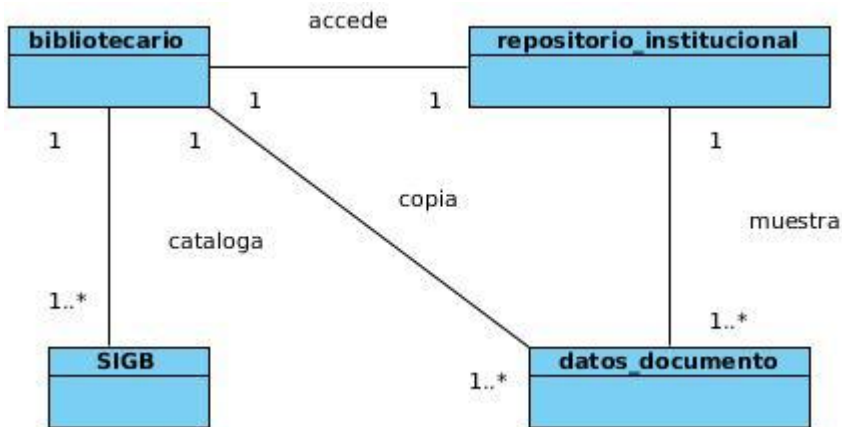 accede
bibliotecario
repositorio_institucional
1
1
1
1
1
copia
muestra
cataloga
1..*
1..*
SIGB
datos_documento
1..*